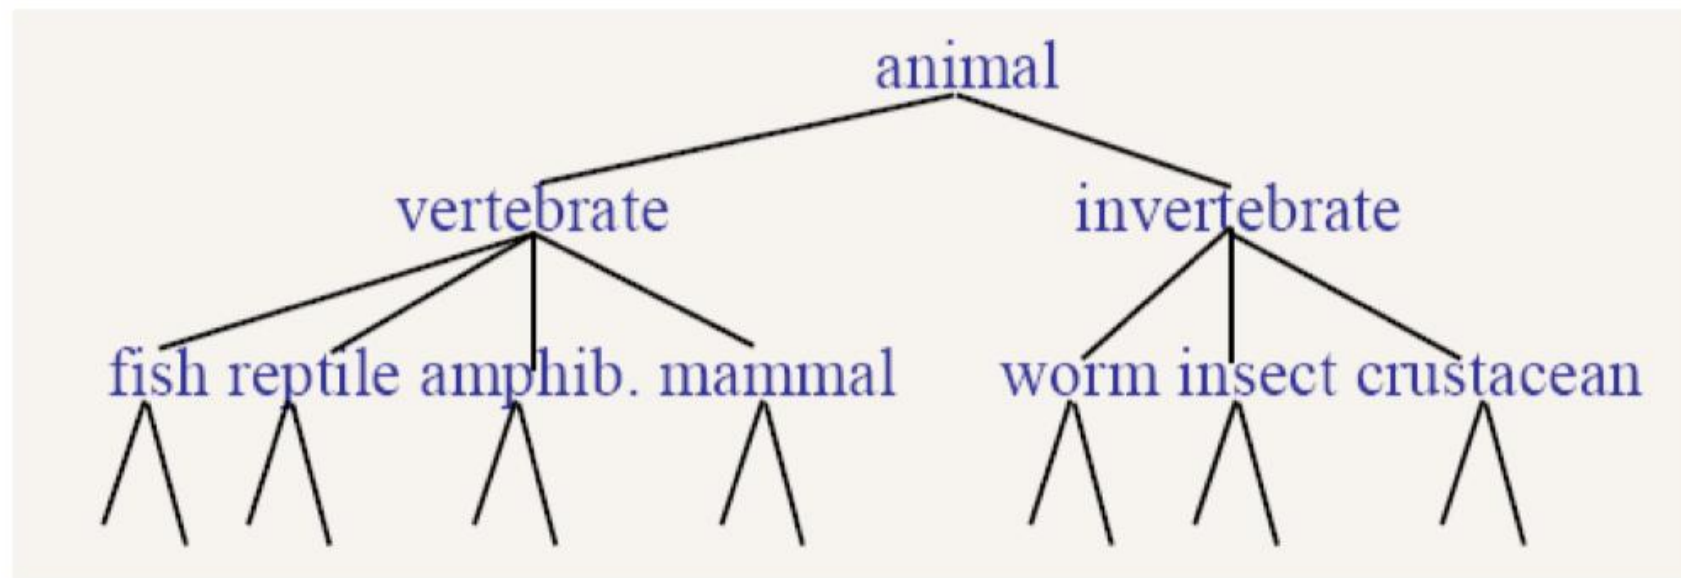 animal
vertebrate invertebrate
fish reptile amphib. mammal worm insect crustacean